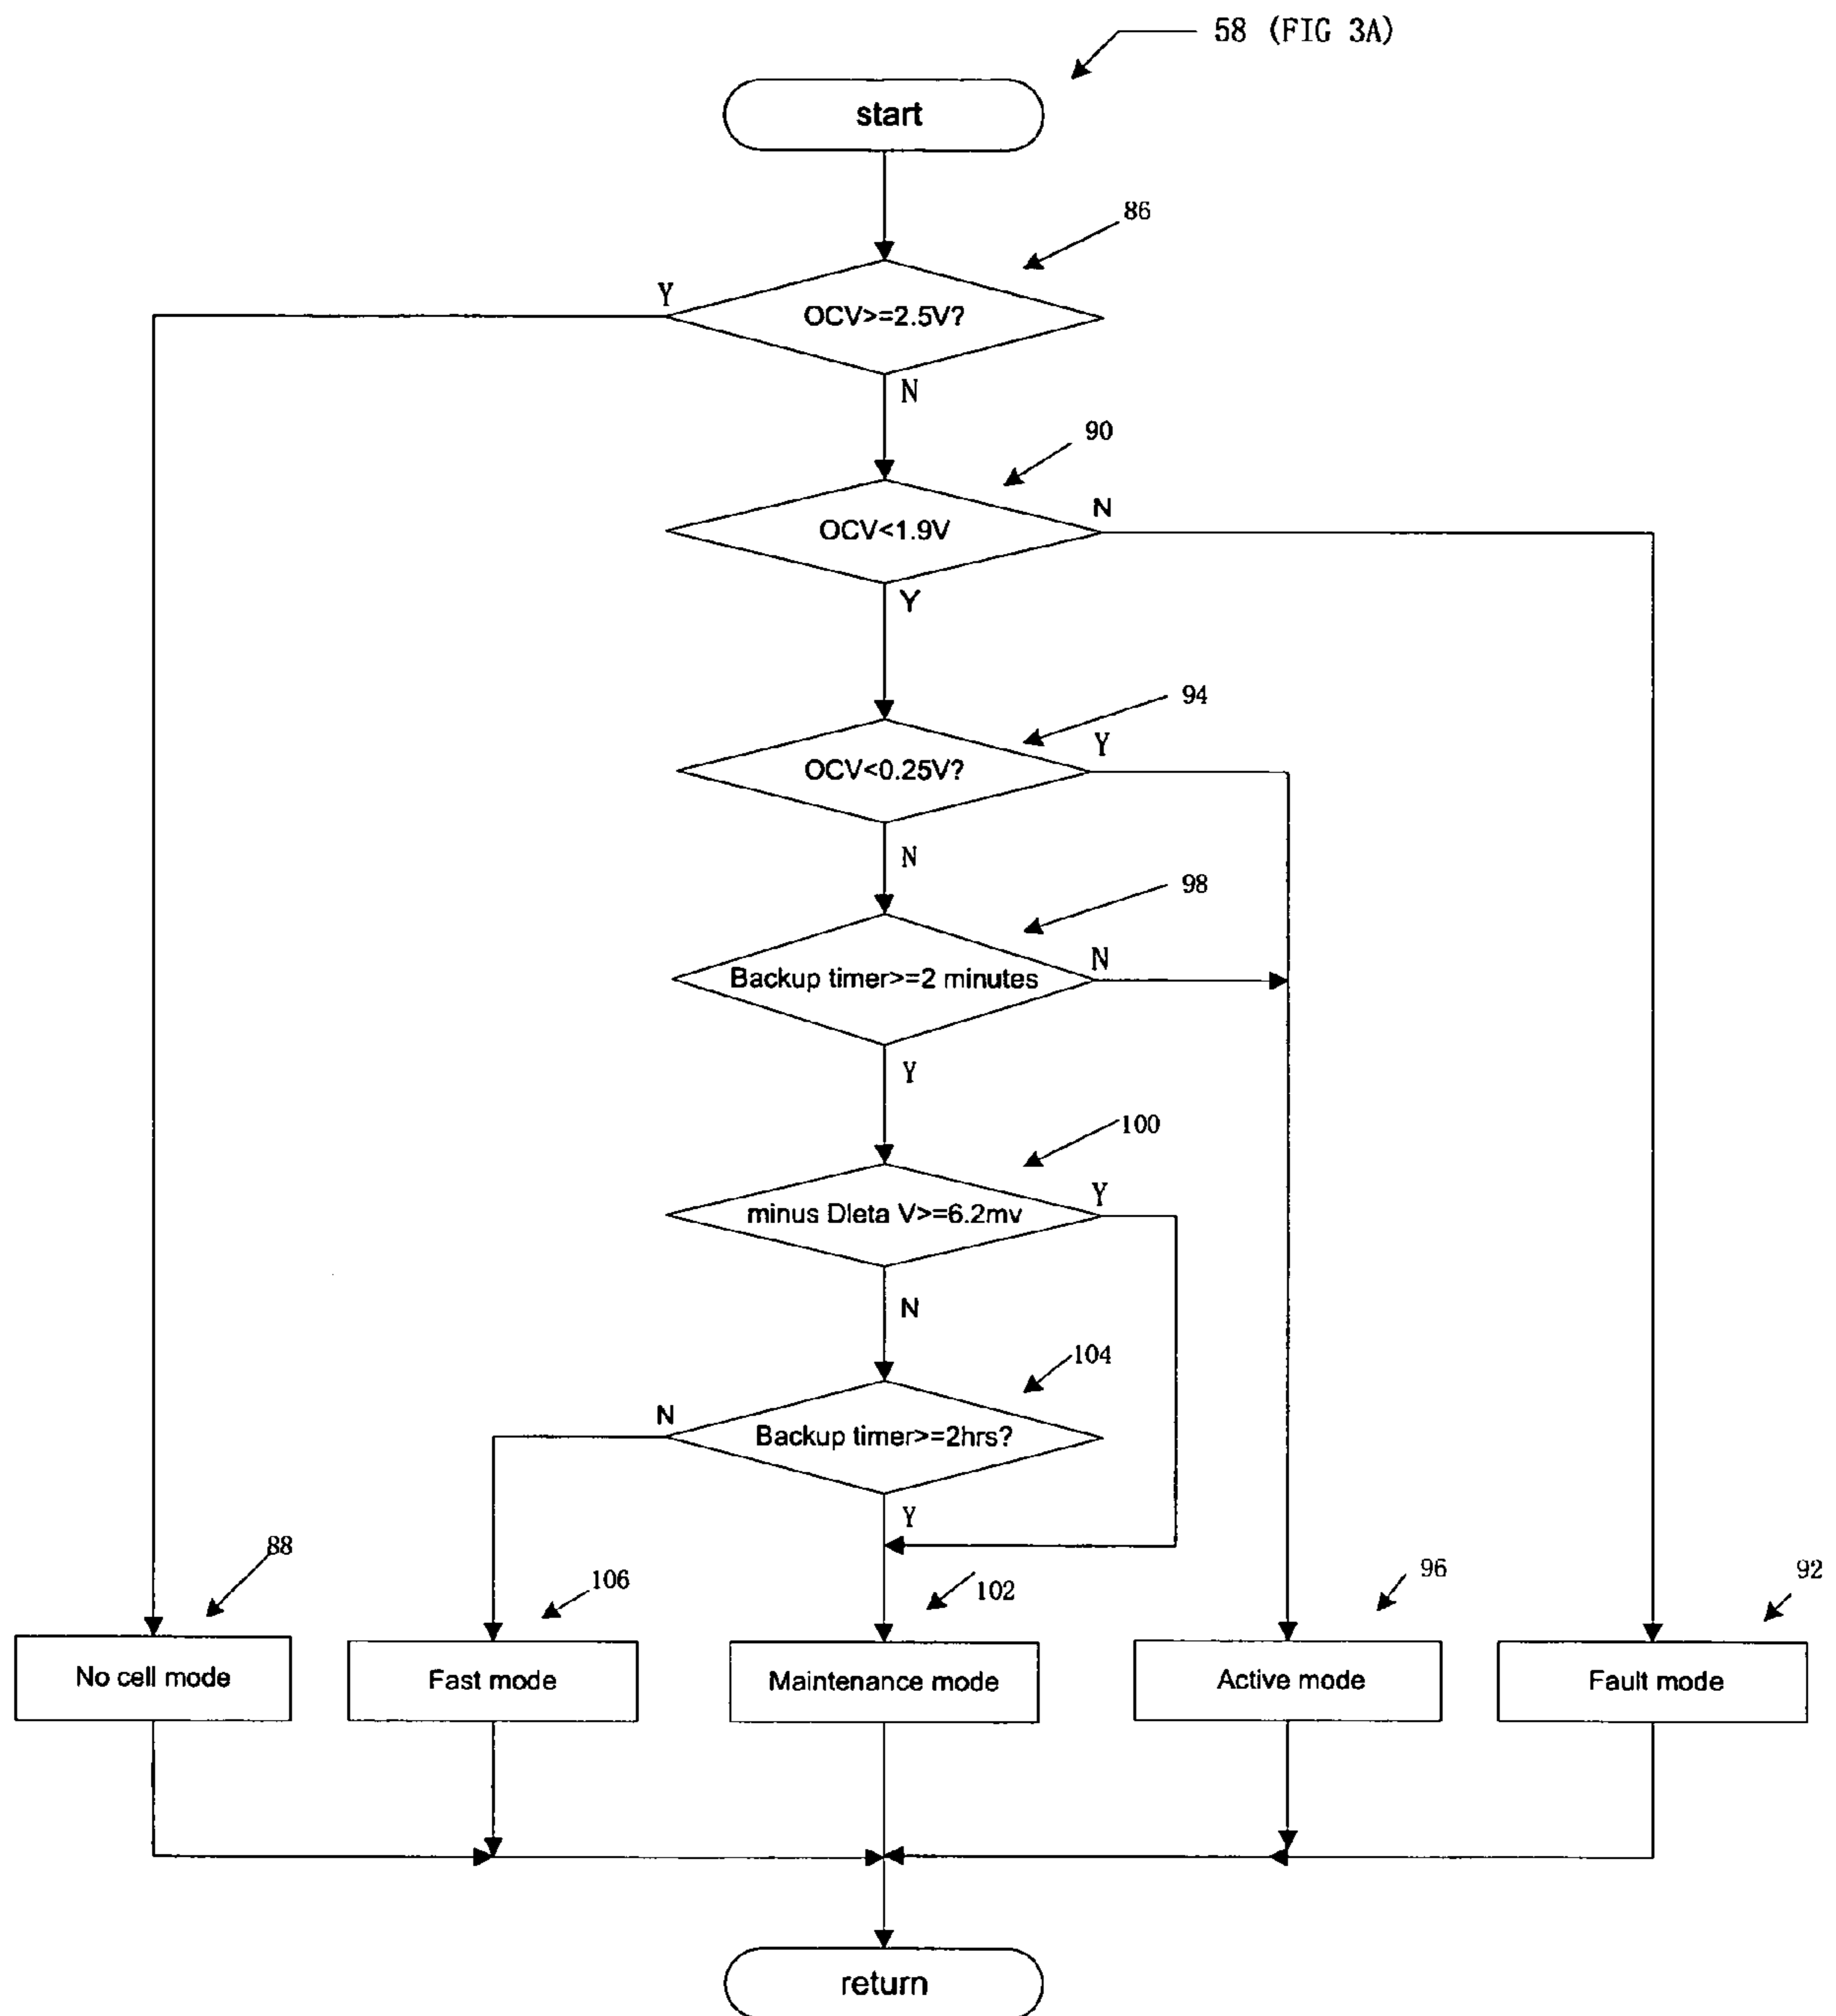 58 (FIG 3A)
start
86
Y
OCV>=2.5V?
N
90
N
OCV<1.9V
Y
94
Y
OCV<0.25V?
N
98
N
Backup timer>=2 minutes
Y
100
Y
minus Dleta V>=6.2mv
N
104
N
Backup timer>=2hrs?
Y
88
106
102
96
92
No cell mode
Fast mode
Maintenance mode
Active mode
Fault mode
return